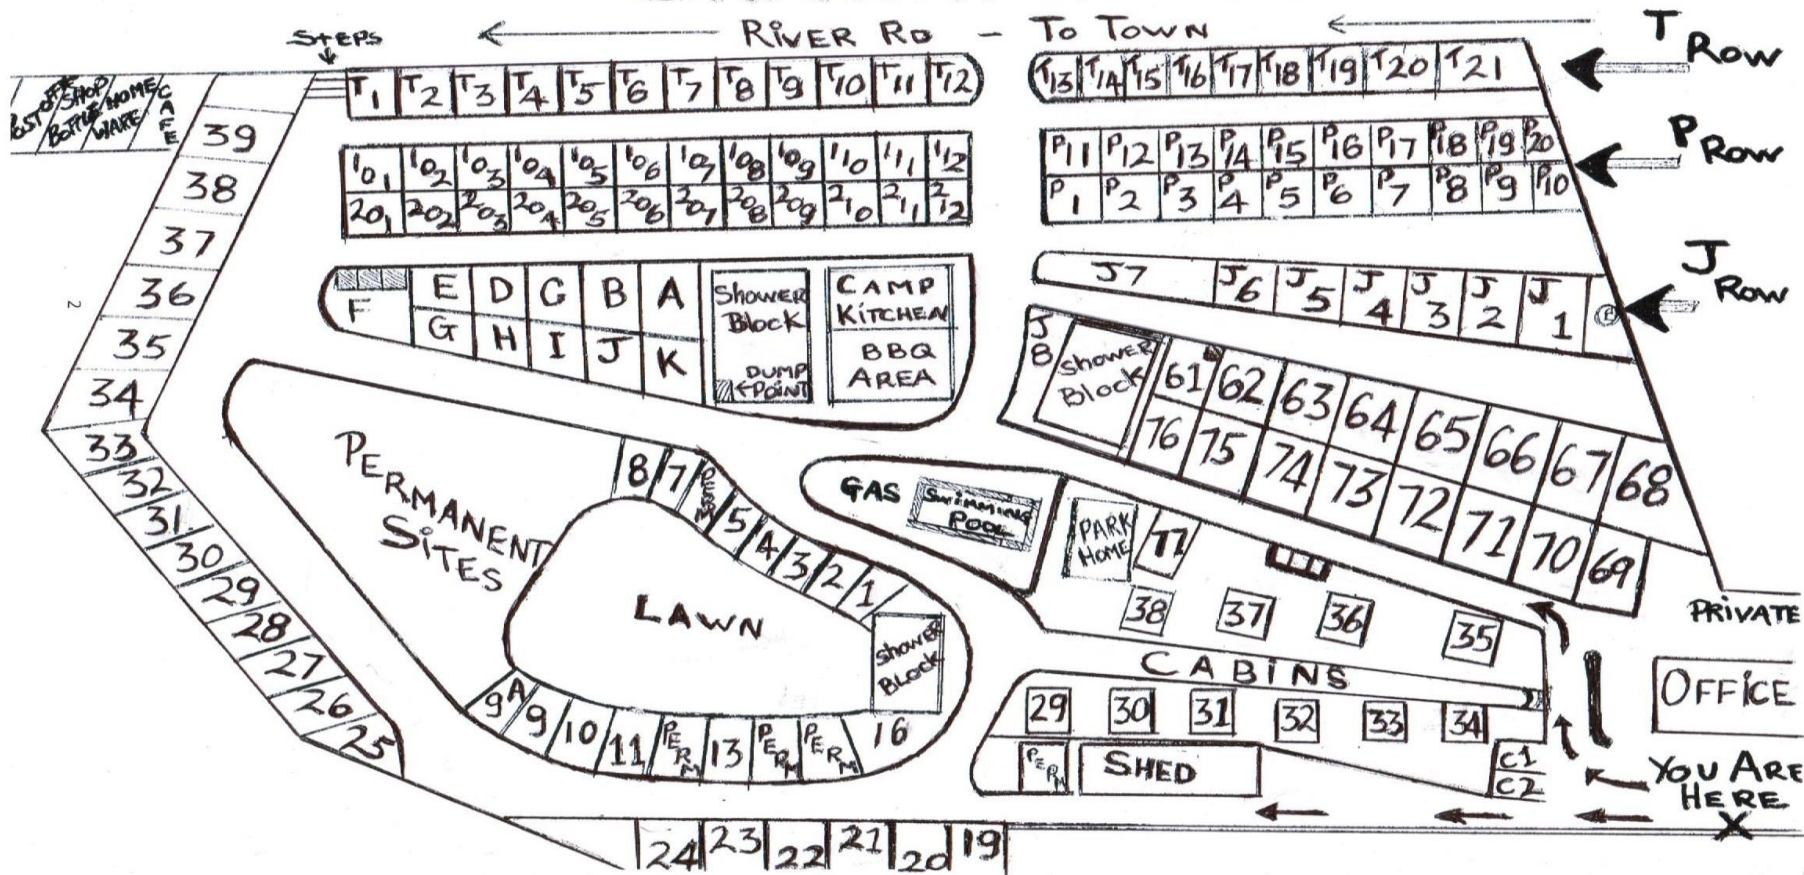 RIVER RD - TO TOWN
STEPS
T ROW
POST OFF SHOP BOTTLE HOME WARE CAFE
T1 T2 T3 T4 T5 T6 T7 T8 T9 T10 T11 T12
T13 T14 T15 T16 T17 T18 T19 T20 T21
P ROW
101 102 103 104 105 106 107 108 109 110 111 112
201 202 203 204 205 206 207 208 209 210 211 212
P11 P12 P13 P14 P15 P16 P17 P18 P19 P20
P1 P2 P3 P4 P5 P6 P7 P8 P9 P10
J ROW
39
38
37
36
35
34
33
32
31
30
29
28
27
26
25
F
E D C B A
G H I J K
SHOWER BLOCK
DUMP POINT
CAMP KITCHEN
BBQ AREA
J7 J6 J5 J4 J3 J2 J1
J8
SHOWER BLOCK
61 62 63 64 65 66 67 68
76 75 74 73 72 71 70 69
PERMANENT SITES
8 7 PERM 5 4 3 2 1
LAWN
SHOWER BLOCK
9A 9 10 11 PERM 13 PERM PERM 16
GAS
SWIMMING POOL
PARK HOME
77
38 37 36 35
CABINS
29 30 31 32 33 34
PERM
SHED
C1
C2
PRIVATE
OFFICE
YOU ARE HERE
X
24 23 22 21 20 19
2